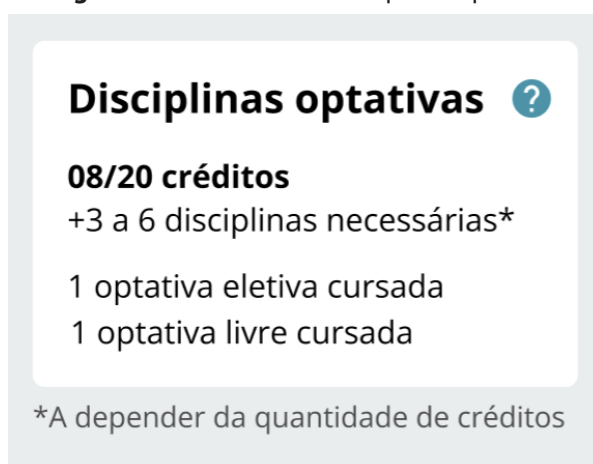 Disciplinas optativas ?
08/20 créditos
+3 a 6 disciplinas necessárias*
1 optativa eletiva cursada
1 optativa livre cursada
*A depender da quantidade de créditos